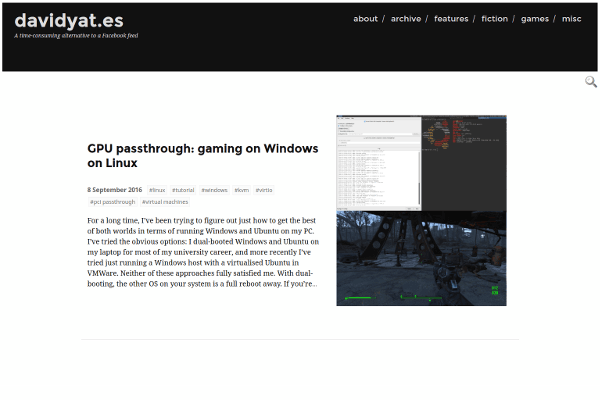 davidyat.es
A time-consuming alternative to a Facebook feed
about / archive / features / fiction / games / misc
GPU passthrough: gaming on Windows
on Linux
8 September 2016 #linux #tutorial #windows #kvm #virtio
#pci passthrough #virtual machines
For a long time, I've been trying to figure out just how to get the best
of both worlds in terms of running Windows and Ubuntu on my PC.
I've tried the obvious options: I dual-booted Windows and Ubuntu on
my laptop for most of my university career, and more recently I've
tried just running a Windows host with a virtualised Ubuntu in
VMWare. Neither of these approaches fully satisfied me. With dual-
booting, the other OS on your system is a full reboot away. If you're...